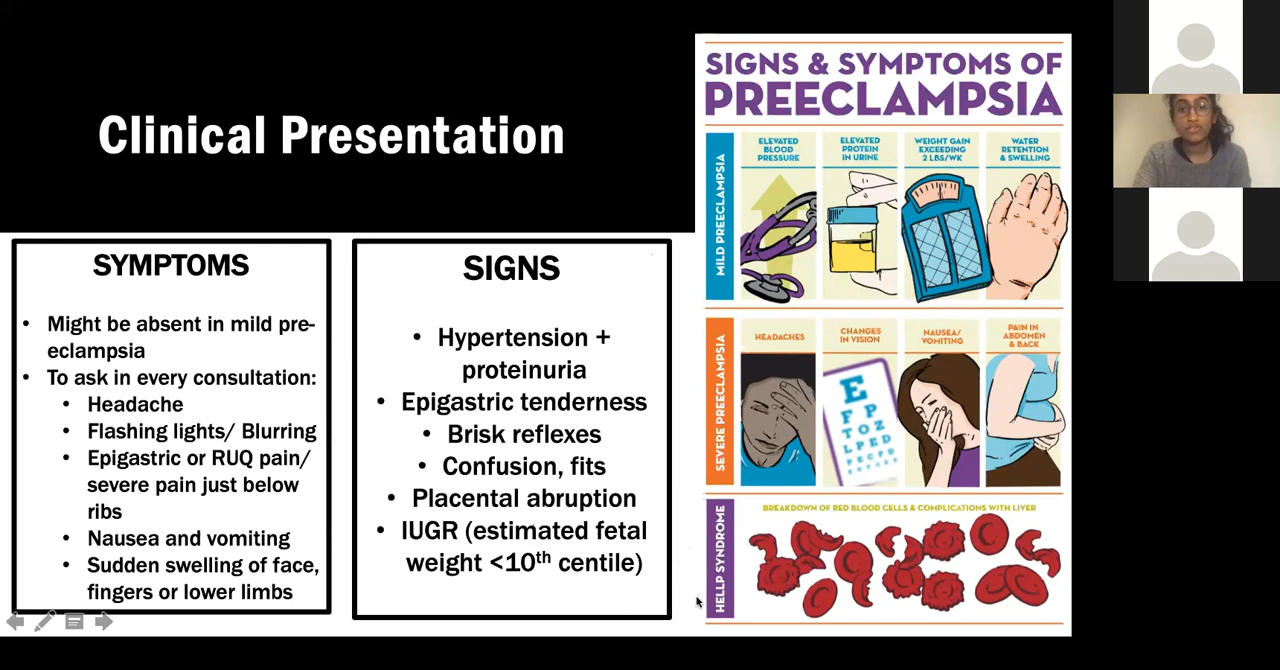 Clinical Presentation
SYMPTOMS
• Might be absent in mild pre-
eclampsia
• To ask in every consultation:
• Headache
• Flashing lights/ Blurring
• Epigastric or RUQ pain/
severe pain just below
ribs
• Nausea and vomiting
• Sudden swelling of face,
fingers or lower limbs
SIGNS
• Hypertension +
proteinuria
• Epigastric tenderness
• Brisk reflexes
• Confusion, fits
• Placental abruption
• IUGR (estimated fetal
weight <10th centile)
SIGNS & SYMPTOMS OF
PREECLAMPSIA
MILD PREECLAMPSIA
ELEVATED
BLOOD
PRESSURE
ELEVATED
PROTEIN
IN URINE
WEIGHT GAIN
EXCEEDING
2 LBS/WK
WATER
RETENTION
& SWELLING
SEVERE PREECLAMPSIA
HEADACHES
CHANGES
IN VISION
NAUSEA/
VOMITING
PAIN IN
ABDOMEN
& BACK
E
F P
T O Z
L P E D
P E C F D
HELLP SYNDROME
BREAKDOWN OF RED BLOOD CELLS & COMPLICATIONS WITH LIVER